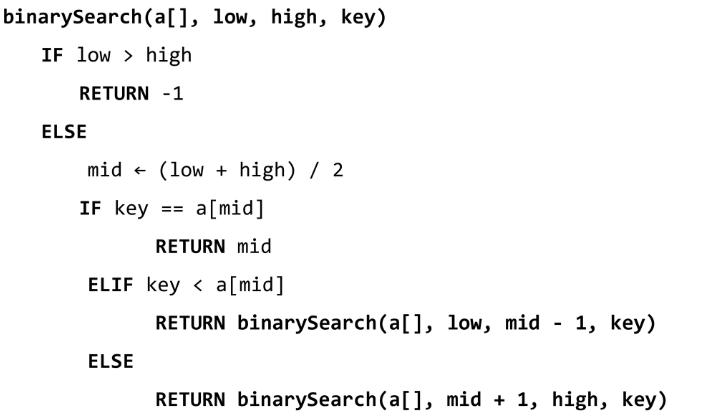 binarySearch(a[], low, high, key)
IF low > high
RETURN -1
ELSE
mid ← (low + high) / 2
IF key == a[mid]
RETURN mid
ELIF key < a[mid]
RETURN binarySearch(a[], low, mid - 1, key)
ELSE
RETURN binarySearch(a[], mid + 1, high, key)